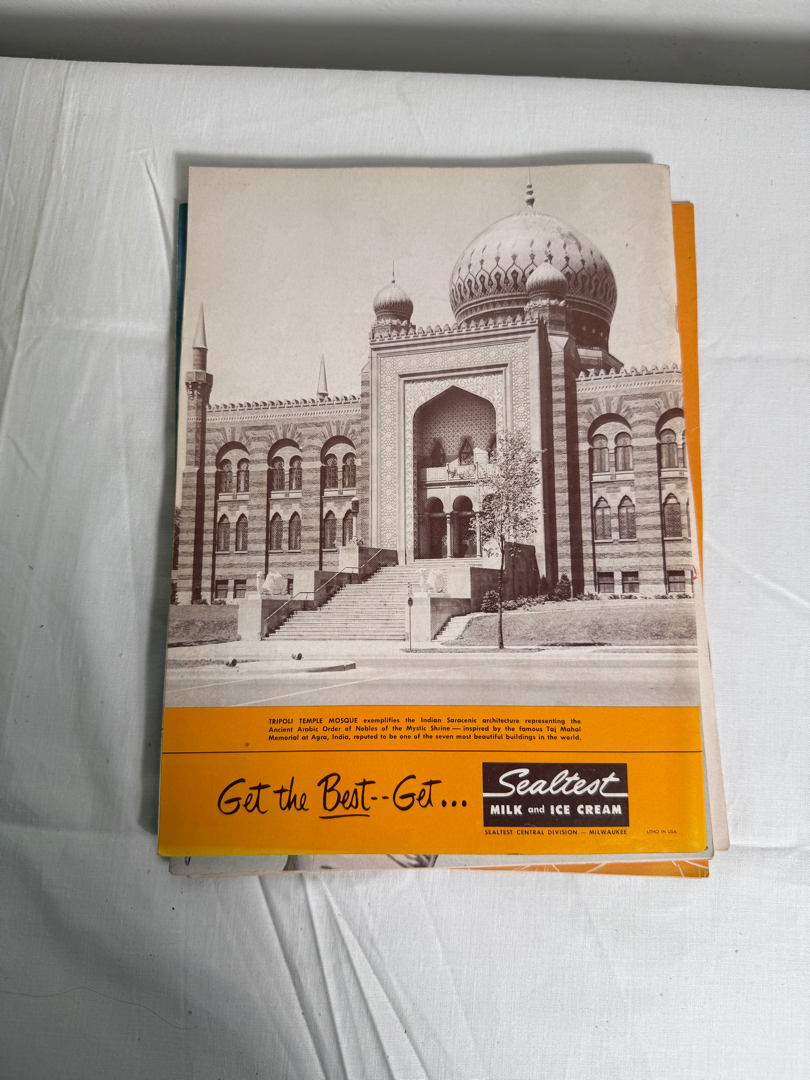 TRIPOLI TEMPLE MOSQUE exemplifies the Indian Saracenic architecture representing the
Ancient Arabic Order of Nobles of the Mystic Shrine — inspired by the famous Taj Mahal
Memorial at Agra, India, reputed to be one of the seven most beautiful buildings in the world.
Get the Best--Get...
Sealtest
MILK and ICE CREAM
SEALTEST CENTRAL DIVISION — MILWAUKEE
LITHO IN USA